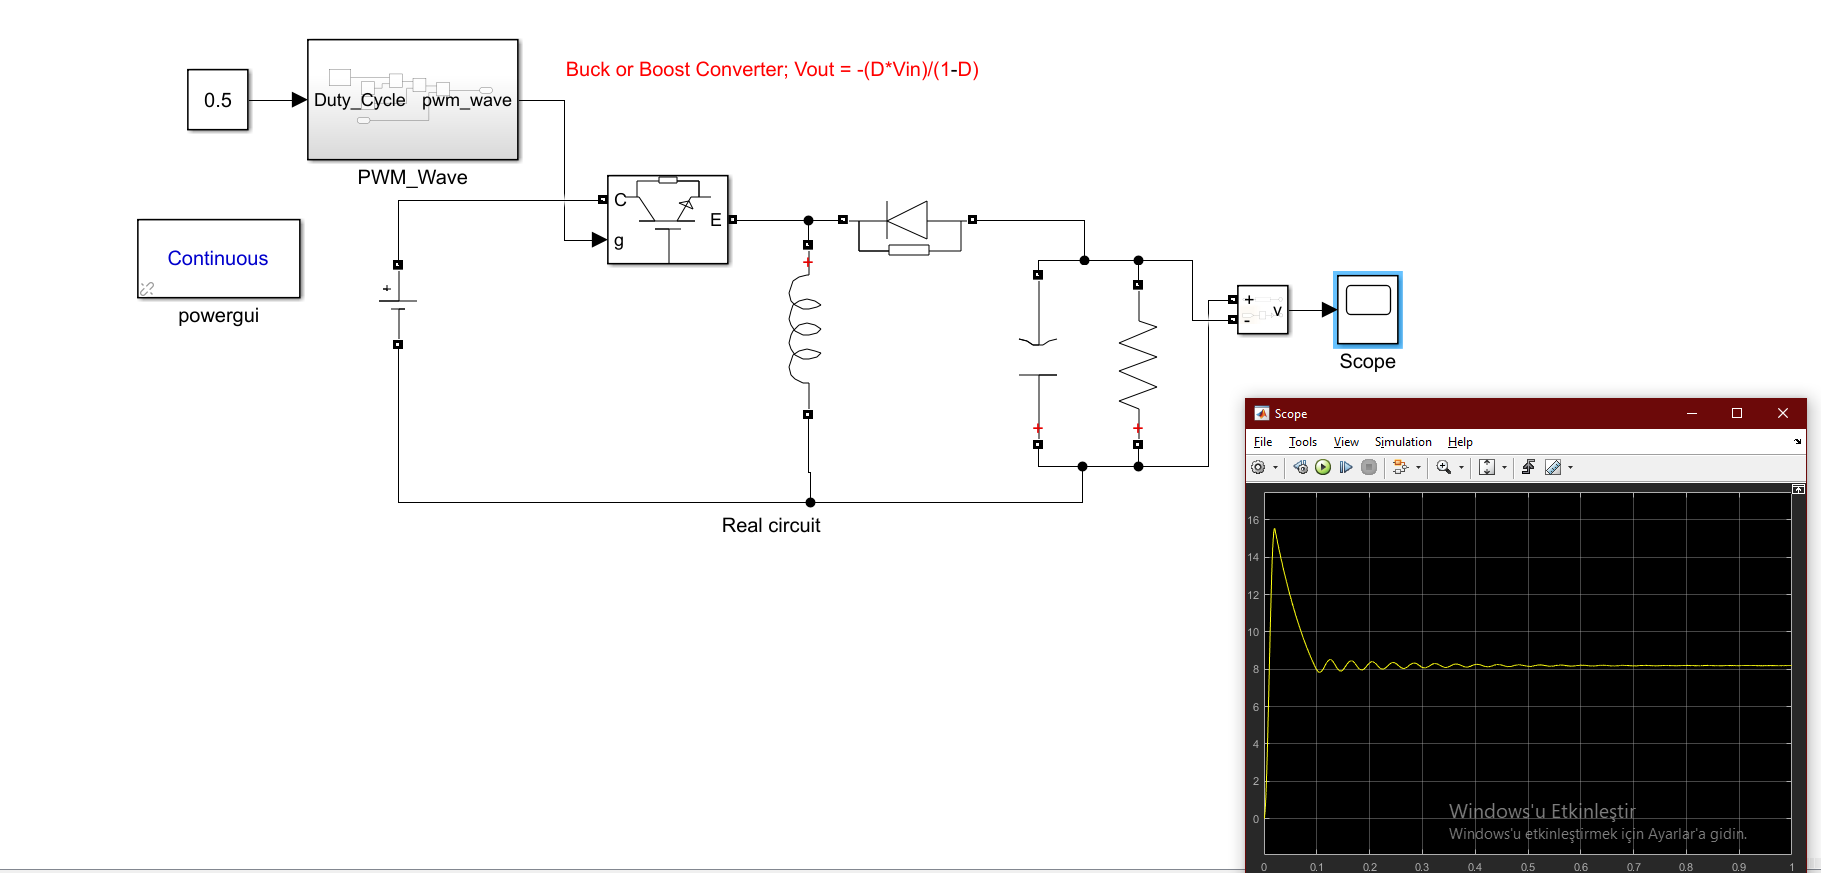 Buck or Boost Converter; Vout = -(D*Vin)/(1-D)
0.5
Duty_Cycle pwm_wave
PWM_Wave
C
E
g
Continuous
powergui
+
+
+
-
v
Scope
+
+
Real circuit
Scope
File Tools View Simulation Help
16
14
12
10
8
6
4
2
0
0 0.1 0.2 0.3 0.4 0.5 0.6 0.7 0.8 0.9 1
Windows'u Etkinleştir
Windows'u etkinleştirmek için Ayarlar'a gidin.